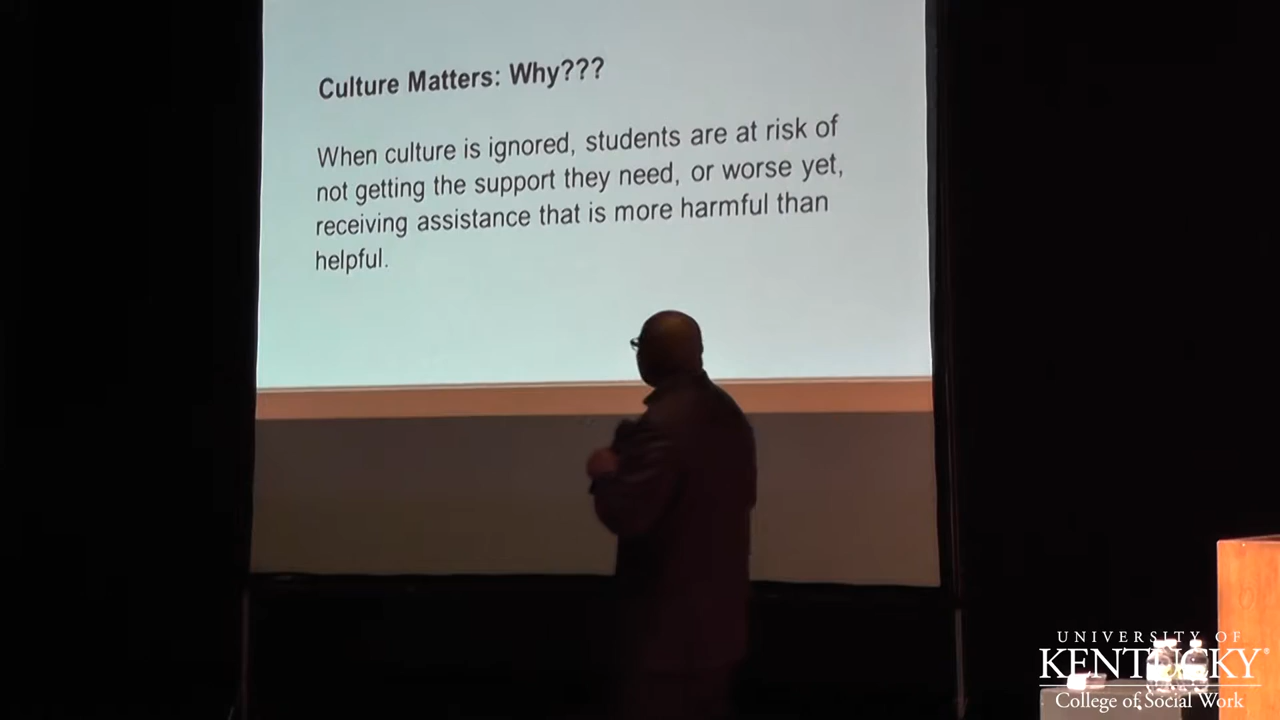 Culture Matters: Why???
When culture is ignored, students are at risk of
not getting the support they need, or worse yet,
receiving assistance that is more harmful than
helpful.
UNIVERSITY OF
KENTUCKY®
College of Social Work